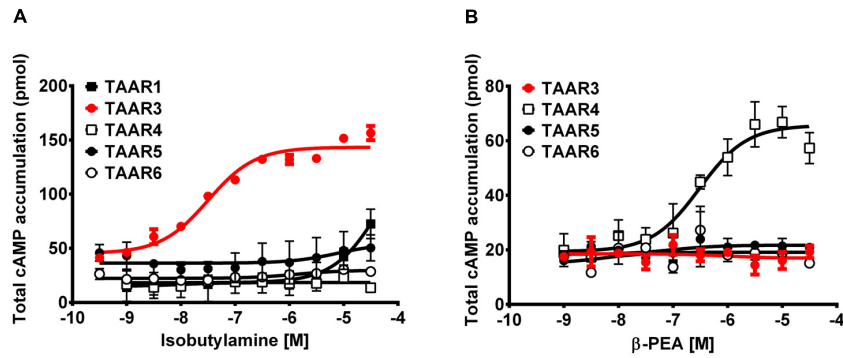 A
Total cAMP accumulation (pmol)
200
150
100
50
0
TAAR1
TAAR3
TAAR4
TAAR5
TAAR6
-10 -9 -8 -7 -6 -5 -4
Isobutylamine [M]
B
Total cAMP accumulation (pmol)
80
60
40
20
0
TAAR3
TAAR4
TAAR5
TAAR6
-10 -9 -8 -7 -6 -5 -4
β-PEA [M]